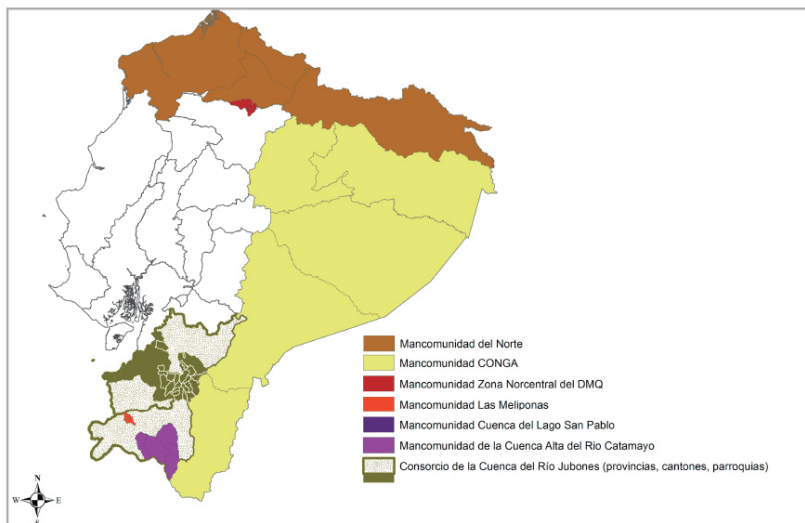 Mancomunidad del Norte
Mancomunidad CONGA
Mancomunidad Zona Norcentral del DMQ
Mancomunidad Las Meliponas
Mancomunidad Cuenca del Lago San Pablo
Mancomunidad de la Cuenca Alta del Rio Catamayo
Consorcio de la Cuenca del Río Jubones (provincias, cantones, parroquias)
N
W E
S